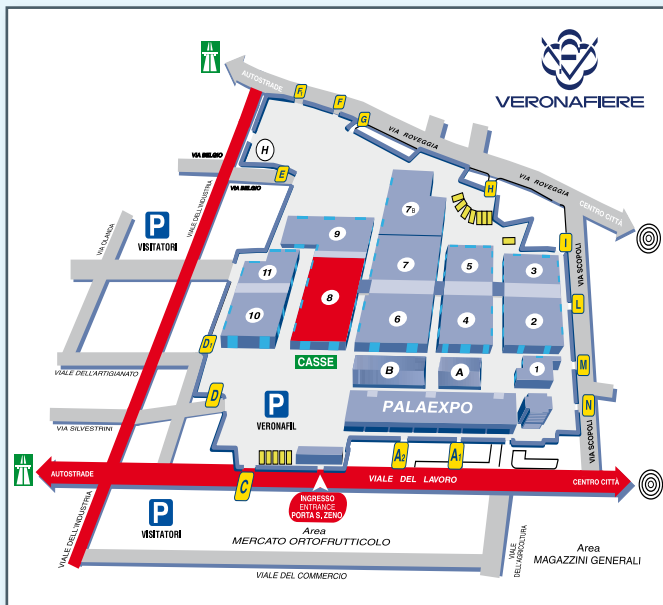 AUTOSTRADE
F1
F
G
VERONAFIERE
VIA ROVEGGIA
H
VIA BELGIO
E
VIA BELGIO
H
VIA ROVEGGIA
CENTRO CITTÀ
P
VISITATORI
VIALE DELL'INDUSTRIA
VIA OLANDA
7B
9
7
5
3
I
VIA SCOPOLI
11
8
10
6
4
2
L
D1
CASSE
VIALE DELL'ARTIGIANATO
B
A
1
M
D
P
VERONAFIL
PALAEXPO
N
VIA SILVESTRINI
VIA SCOPOLI
A2
A1
AUTOSTRADE
C
VIALE DEL LAVORO
CENTRO CITTÀ
INGRESSO
ENTRANCE
PORTA S, ZENO
P
VISITATORI
VIALE DELL'INDUSTRIA
Area
MERCATO ORTOFRUTTICOLO
VIALE
DELL'AGRICOLTURA
Area
MAGAZZINI GENERALI
VIALE DEL COMMERCIO